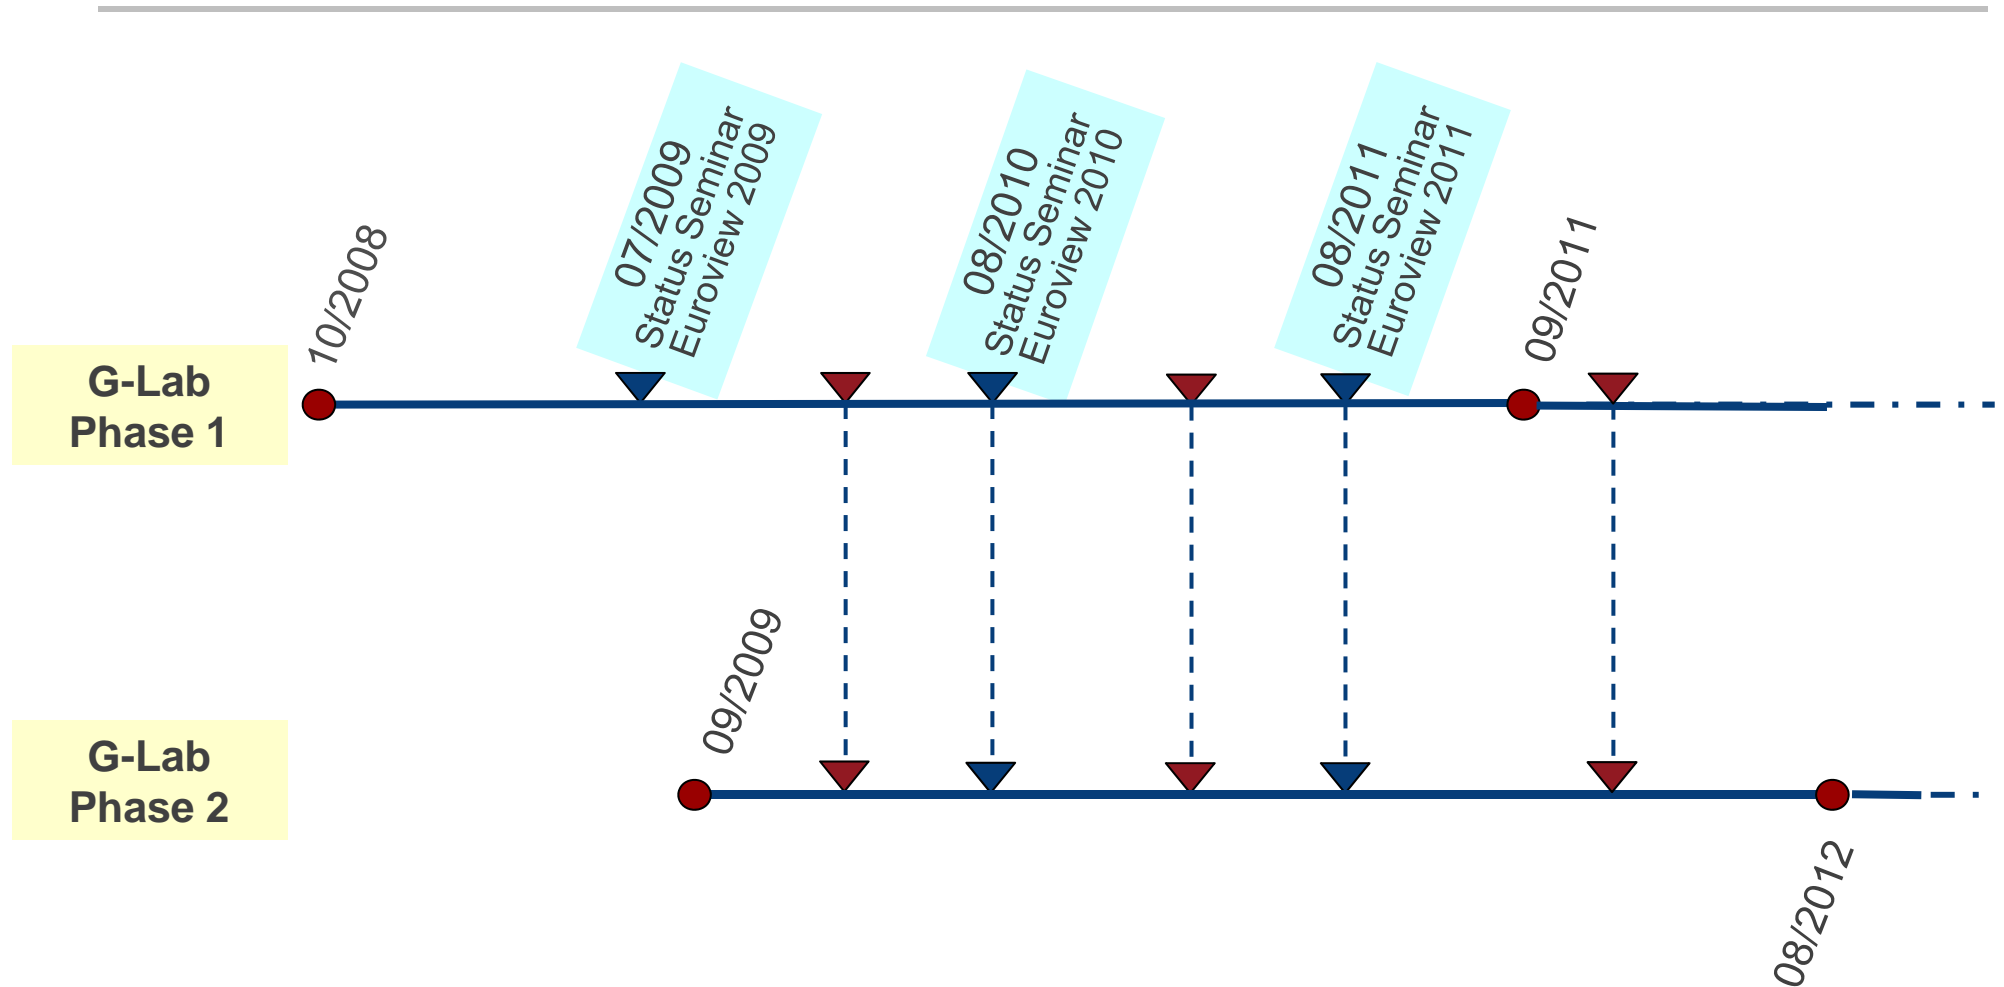 G-Lab
Phase 1
10/2008
07/2009
Status Seminar
Euroview 2009
08/2010
Status Seminar
Euroview 2010
08/2011
Status Seminar
Euroview 2011
09/2011
G-Lab
Phase 2
09/2009
08/2012